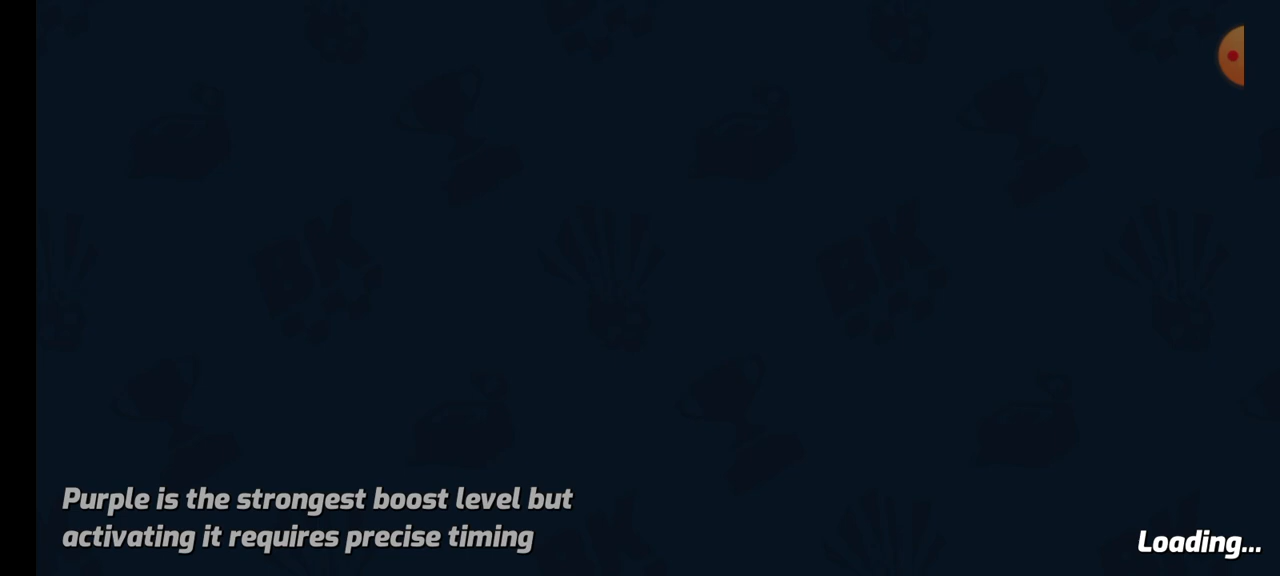 Purple is the strongest boost level but
activating it requires precise timing
Loading...